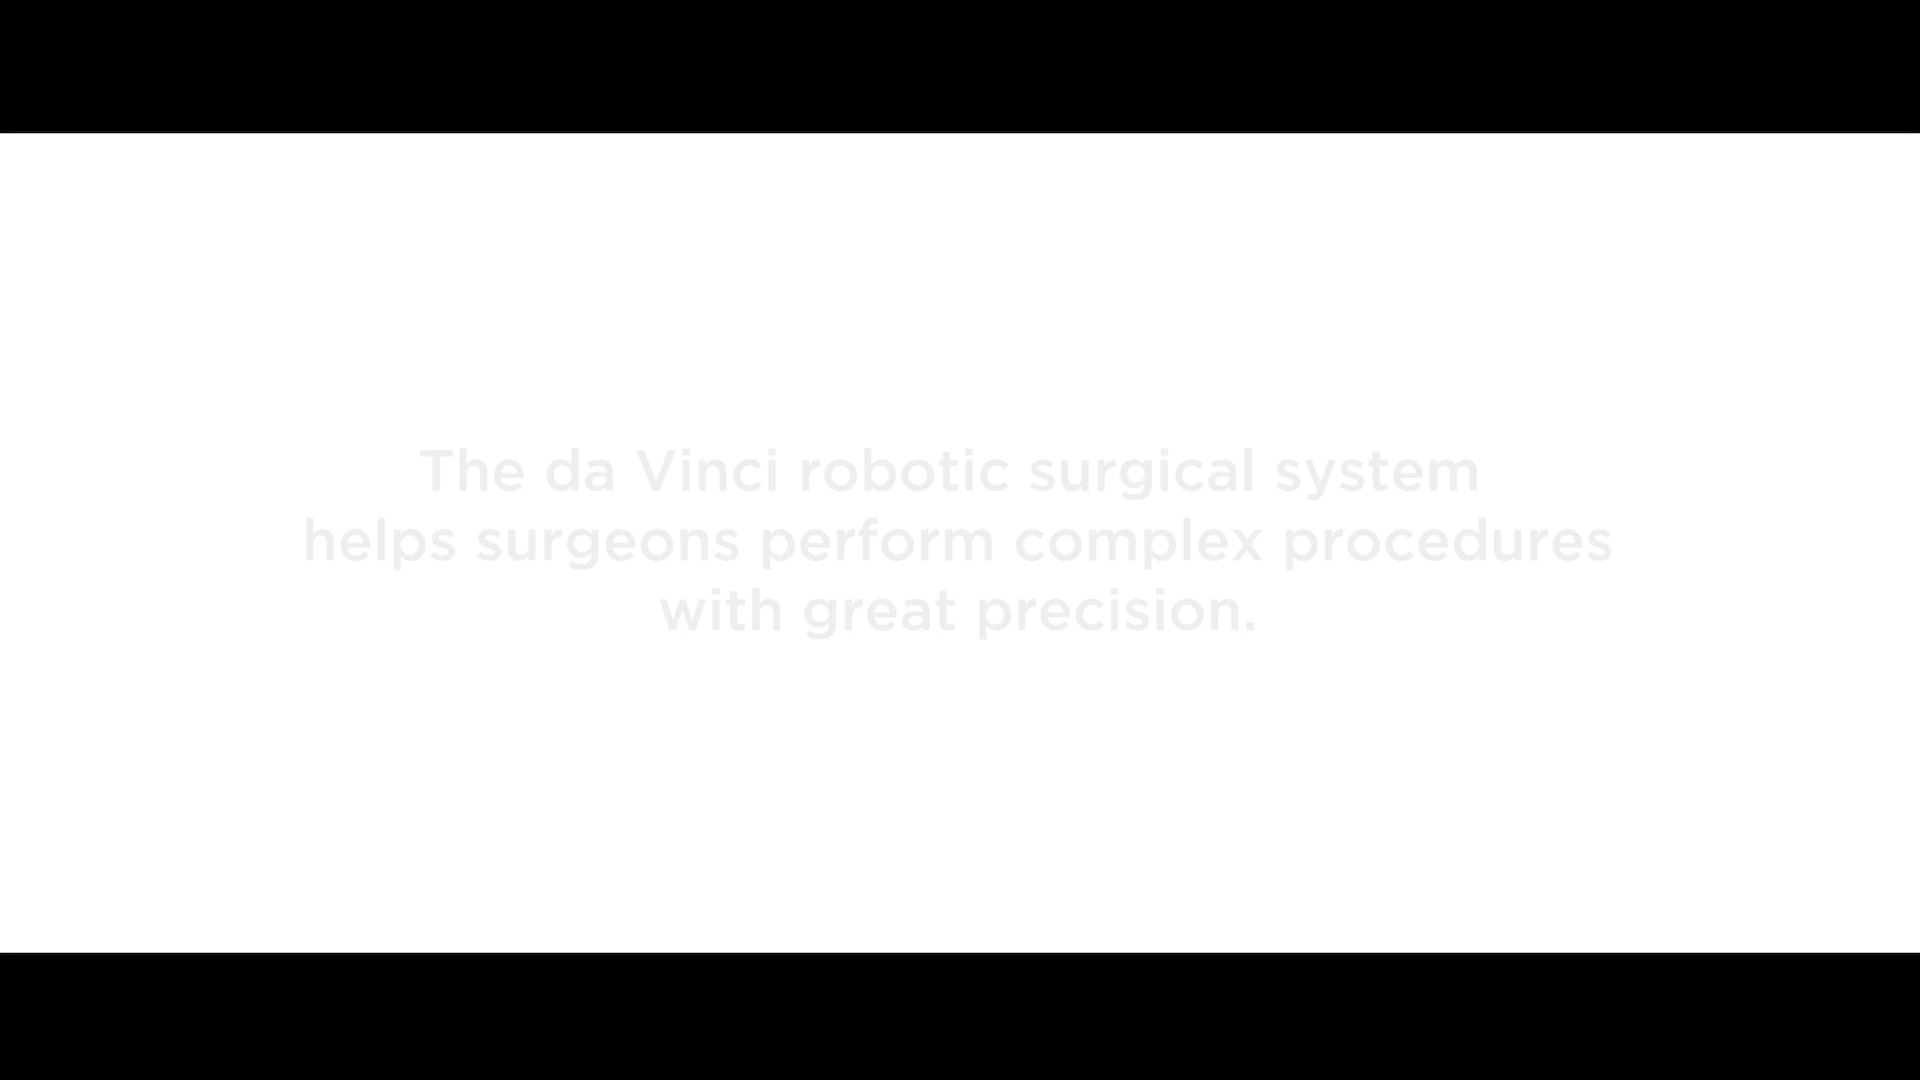 The da Vinci robotic surgical system
helps surgeons perform complex procedures
with great precision.